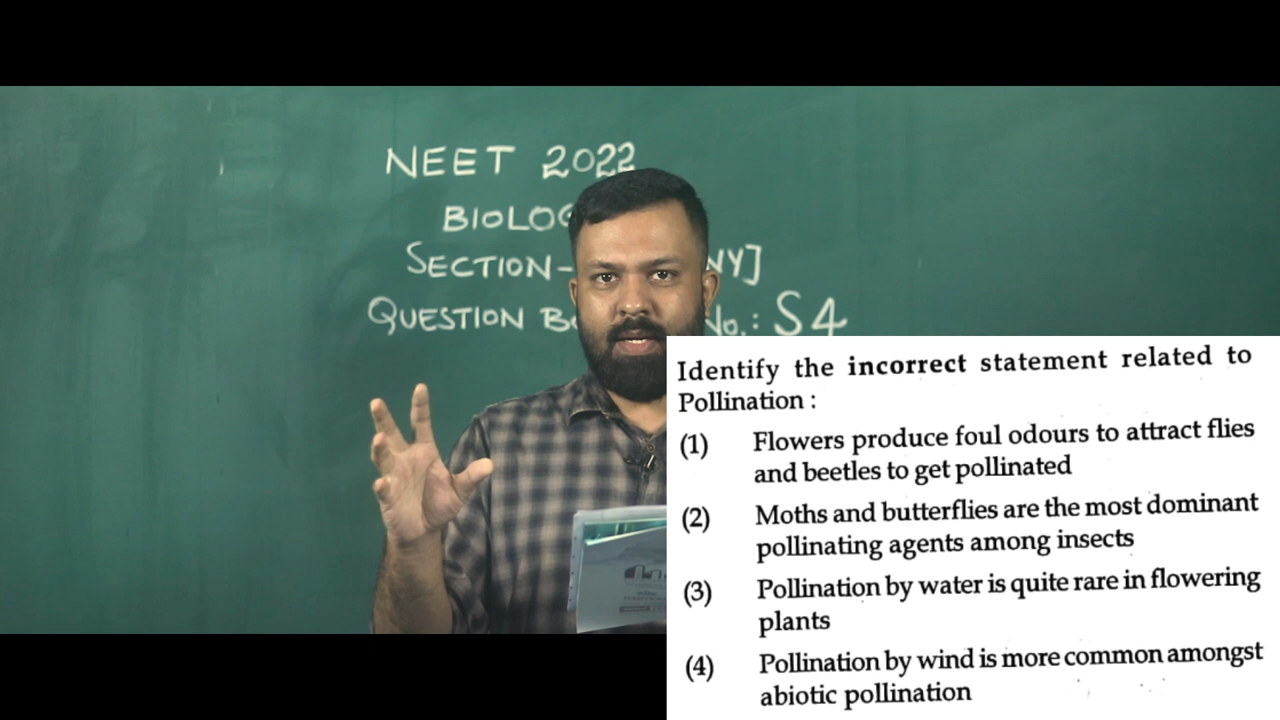 NEET 2022
SECTION-
QUESTION No.: S4
Identify the incorrect statement related to
Pollination :
(1) Flowers produce foul odours to attract flies
and beetles to get pollinated
(2) Moths and butterflies are the most dominant
pollinating agents among insects
(3) Pollination by water is quite rare in flowering
plants
(4) Pollination by wind is more common amongst
abiotic pollination